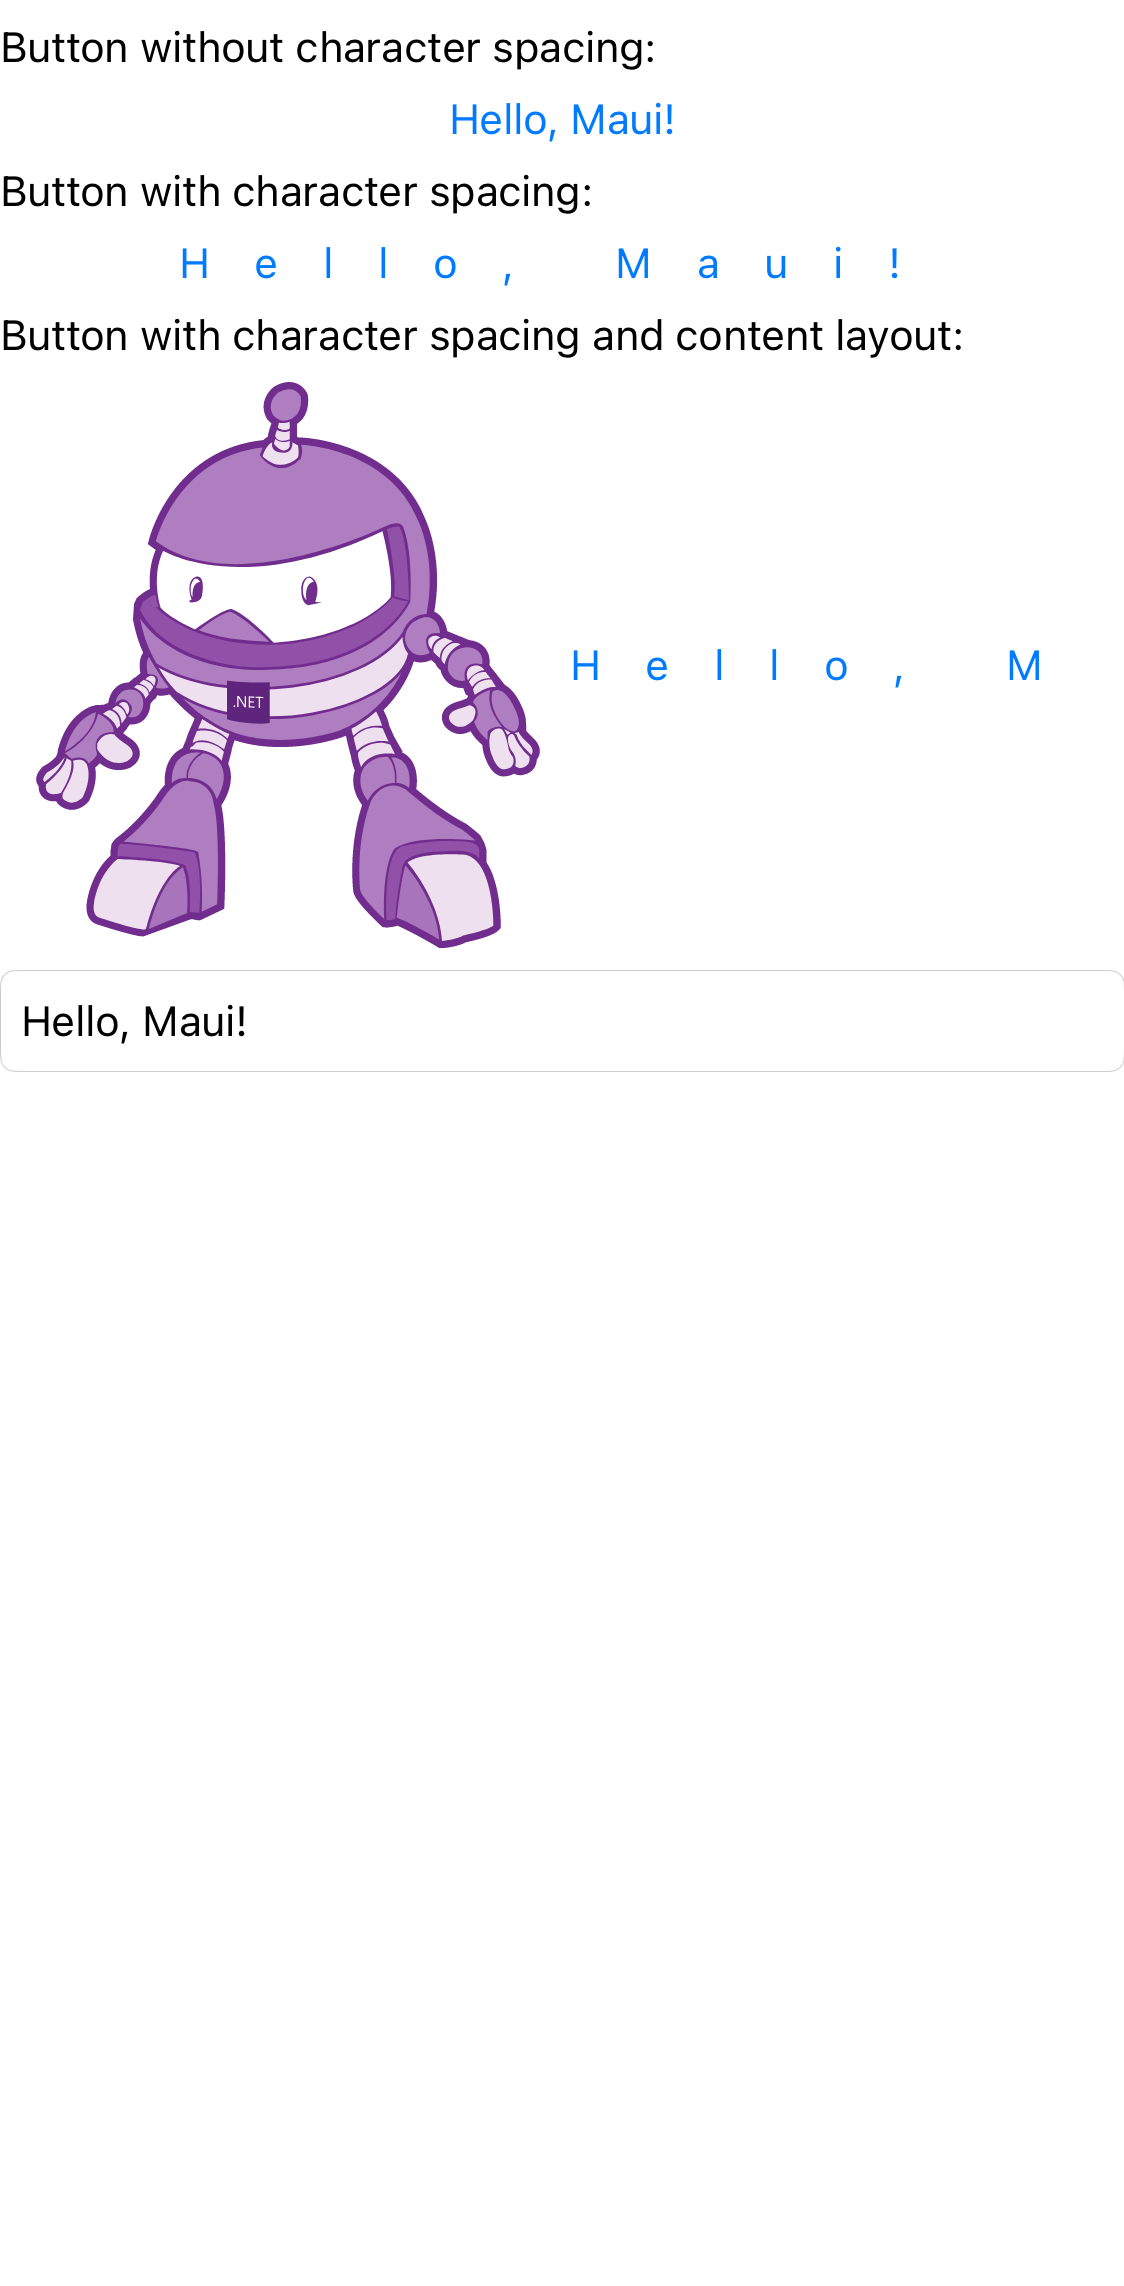 Button without character spacing:
Hello, Maui!
Button with character spacing:
H e l l o ,  M a u i !
Button with character spacing and content layout:
.NET
H e l l o ,  M
Hello, Maui!